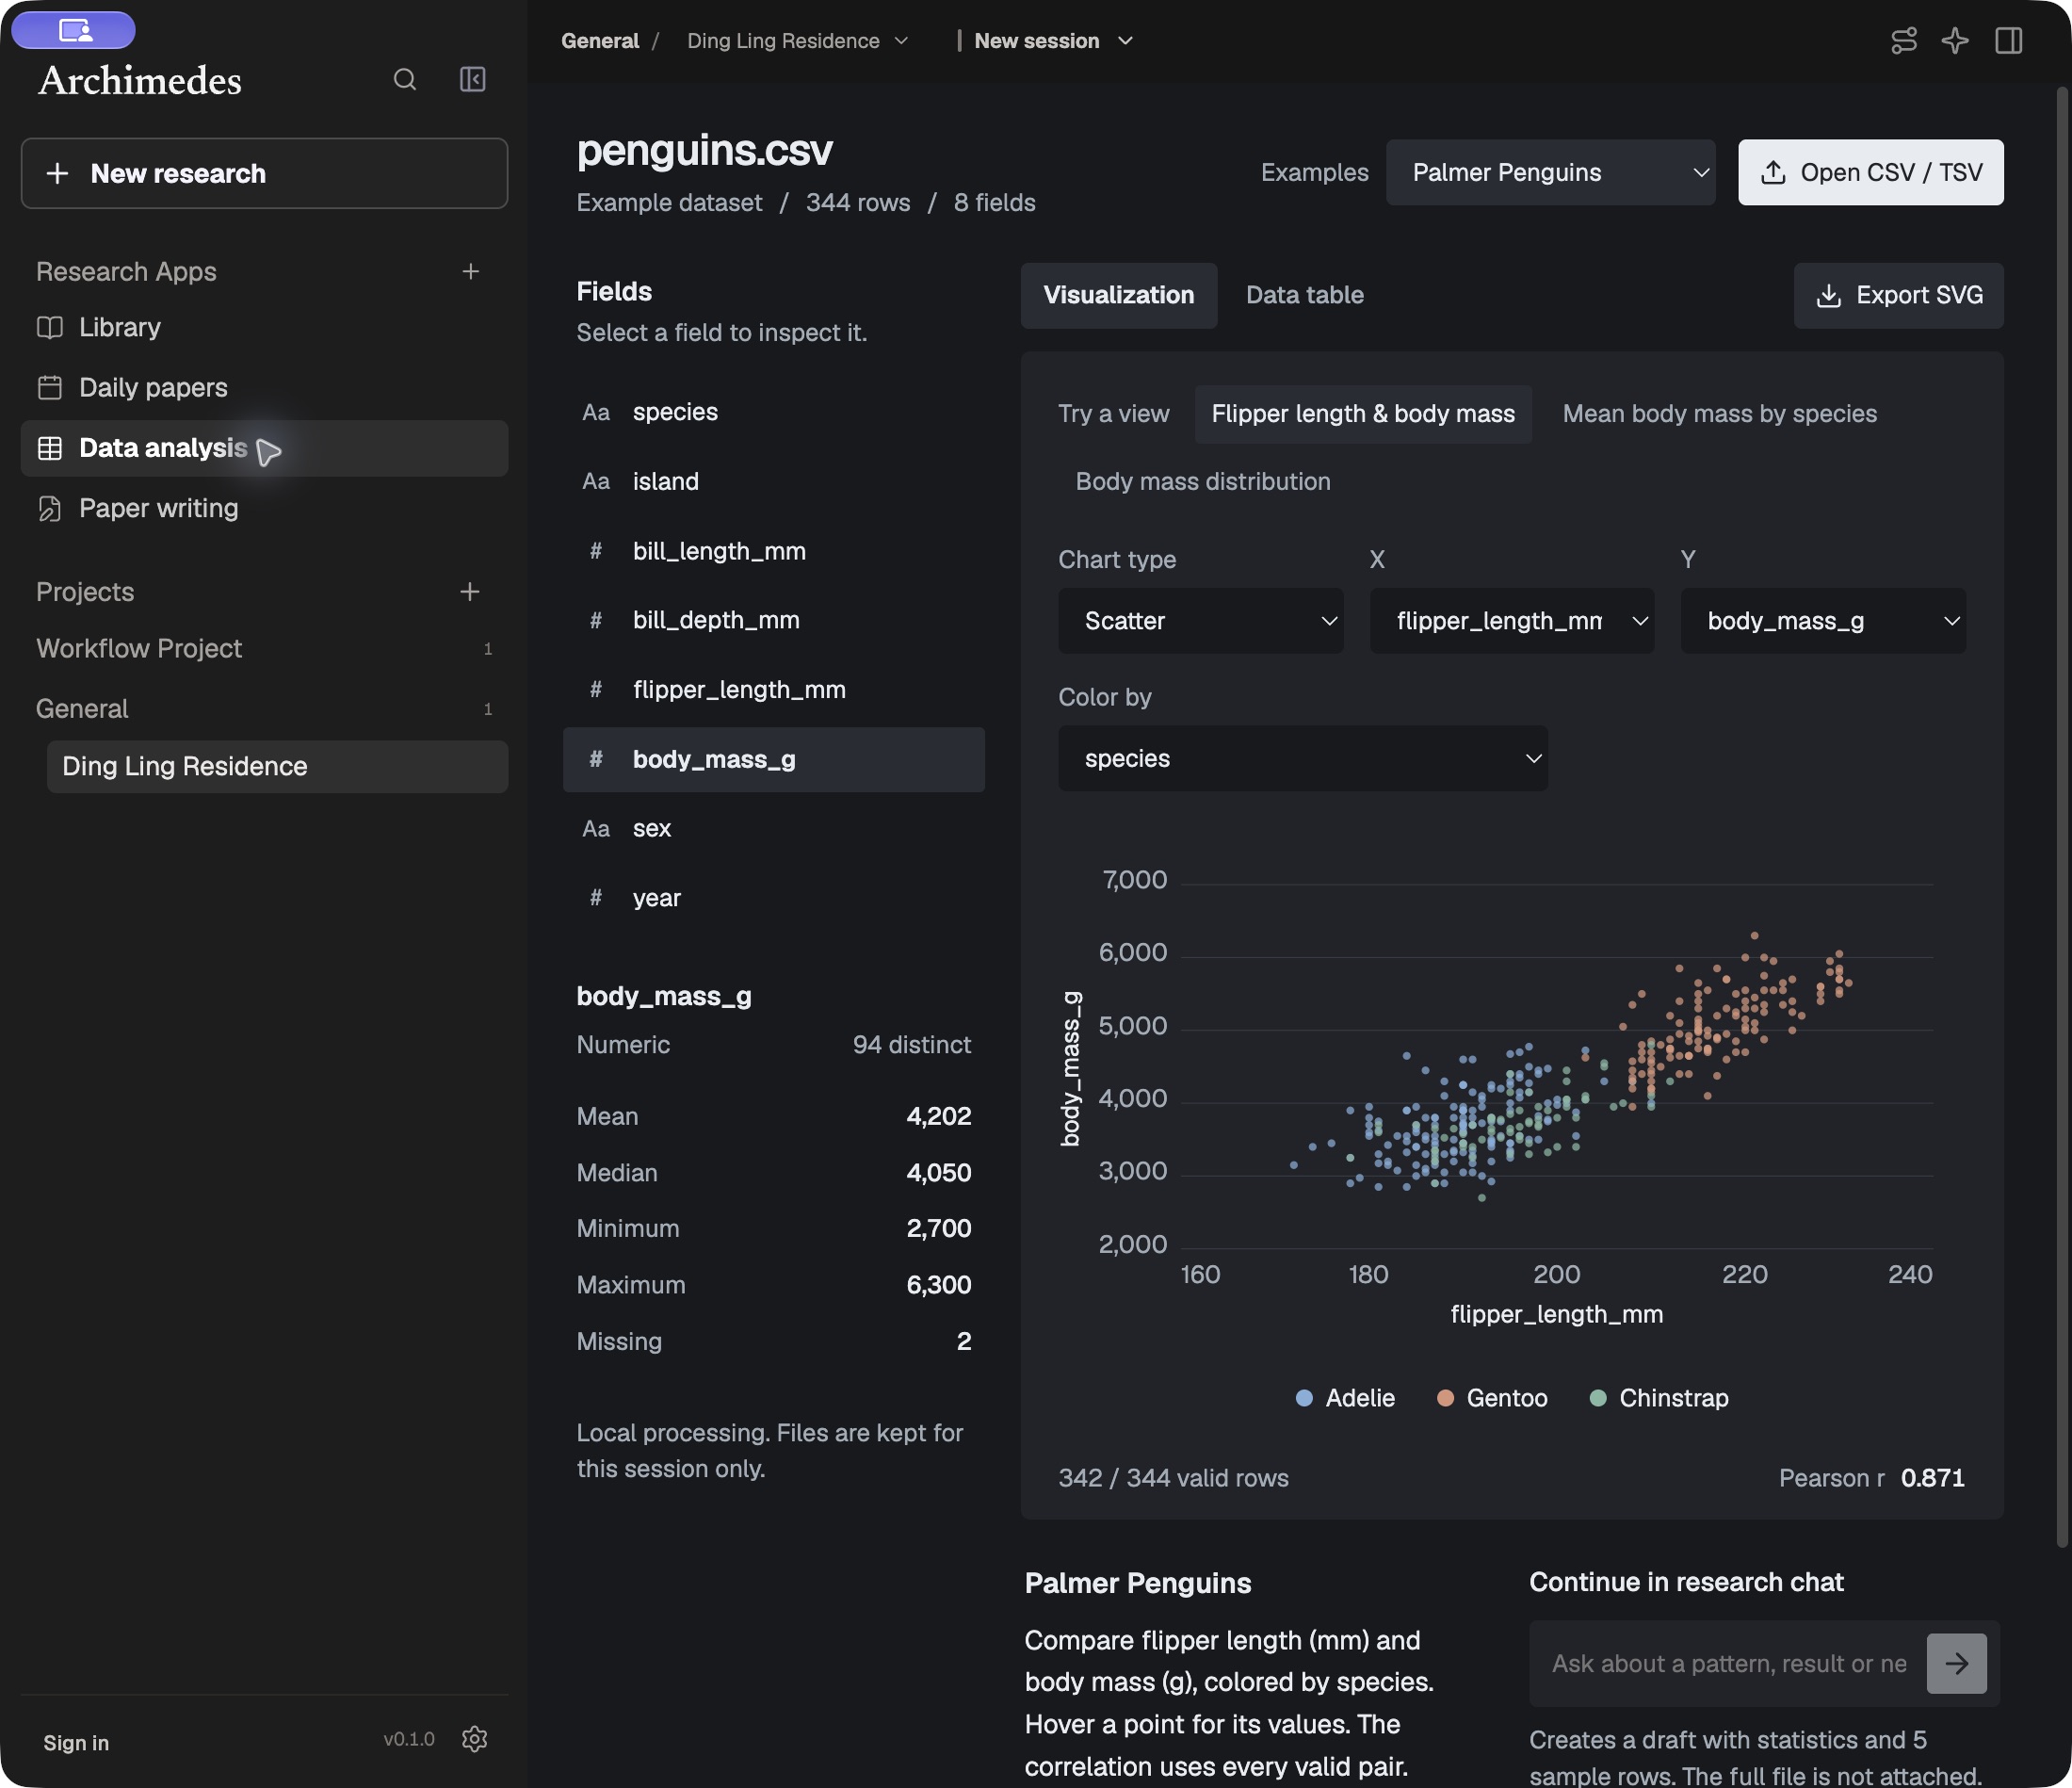 Archimedes
New research
Research Apps
Library
Daily papers
Data analysis
Paper writing
Projects
Workflow Project 1
General 1
Ding Ling Residence
Sign in v0.1.0
General / Ding Ling Residence | New session
penguins.csv
Example dataset / 344 rows / 8 fields
Examples Palmer Penguins Open CSV / TSV
Fields
Select a field to inspect it.
Aa species
Aa island
# bill_length_mm
# bill_depth_mm
# flipper_length_mm
# body_mass_g
Aa sex
# year
body_mass_g
Numeric 94 distinct
Mean 4,202
Median 4,050
Minimum 2,700
Maximum 6,300
Missing 2
Local processing. Files are kept for
this session only.
Visualization Data table Export SVG
Try a view Flipper length & body mass Mean body mass by species
Body mass distribution
Chart type X Y
Scatter flipper_length_mm body_mass_g
Color by
species
7,000
6,000
5,000
4,000
3,000
2,000
body_mass_g
160 180 200 220 240
flipper_length_mm
Adelie Gentoo Chinstrap
342 / 344 valid rows Pearson r 0.871
Palmer Penguins
Compare flipper length (mm) and
body mass (g), colored by species.
Hover a point for its values. The
correlation uses every valid pair.
Continue in research chat
Ask about a pattern, result or ne
Creates a draft with statistics and 5
sample rows. The full file is not attached.